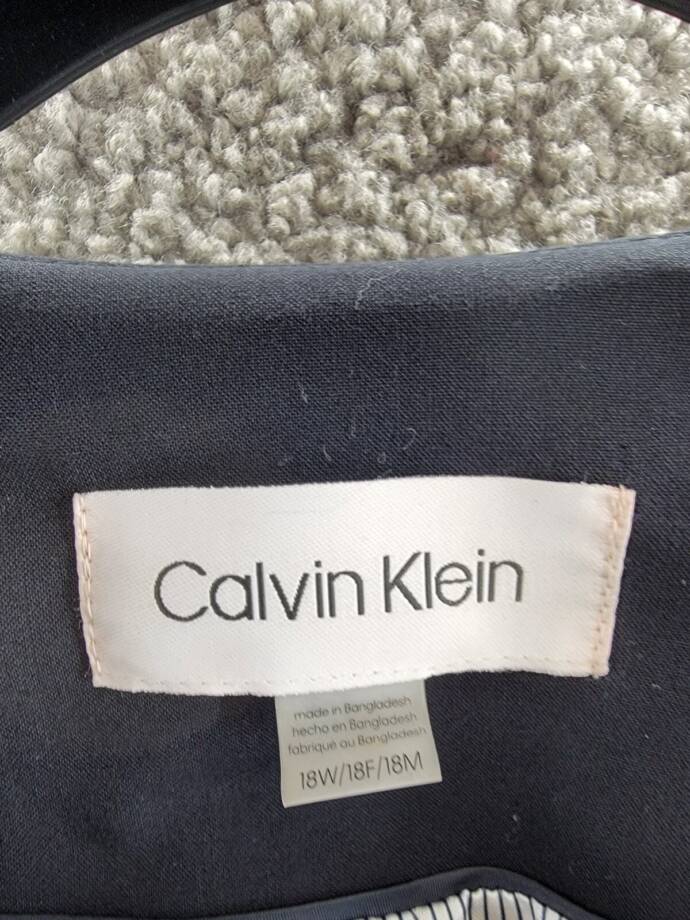 Calvin Klein
made in Bangladesh
hecho en Bangladesh
fabriqué au Bangladesh
18W/18F/18M